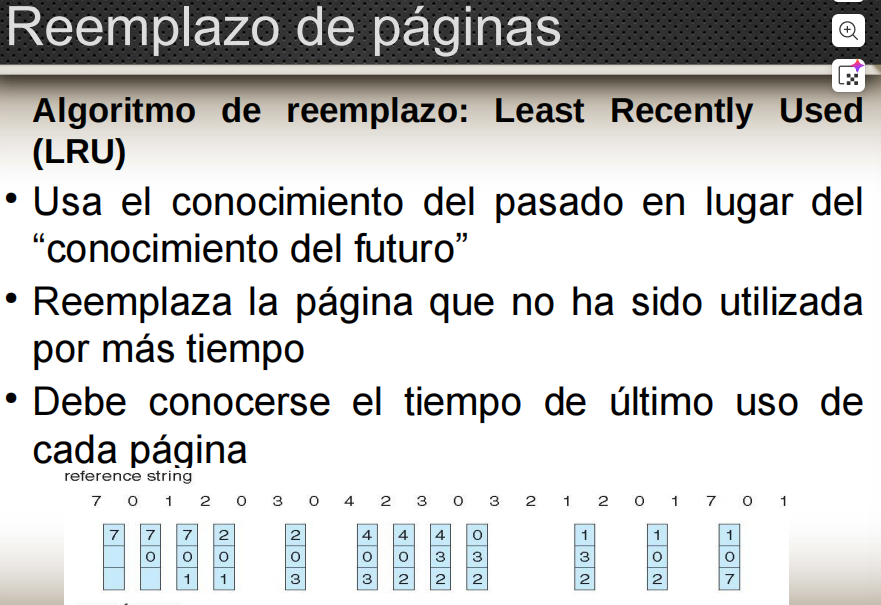 Reemplazo de páginas
Algoritmo de reemplazo: Least Recently Used
(LRU)
• Usa el conocimiento del pasado en lugar del
“conocimiento del futuro”
• Reemplaza la página que no ha sido utilizada
por más tiempo
• Debe conocerse el tiempo de último uso de
cada página
reference string
7 0 1 2 0 3 0 4 2 3 0 3 2 1 2 0 1 7 0 1
7 7 7 2 2 4 4 4 0 1 1 1
0 0 0 0 0 0 3 3 3 0 0
1 1 3 3 2 2 2 2 2 7